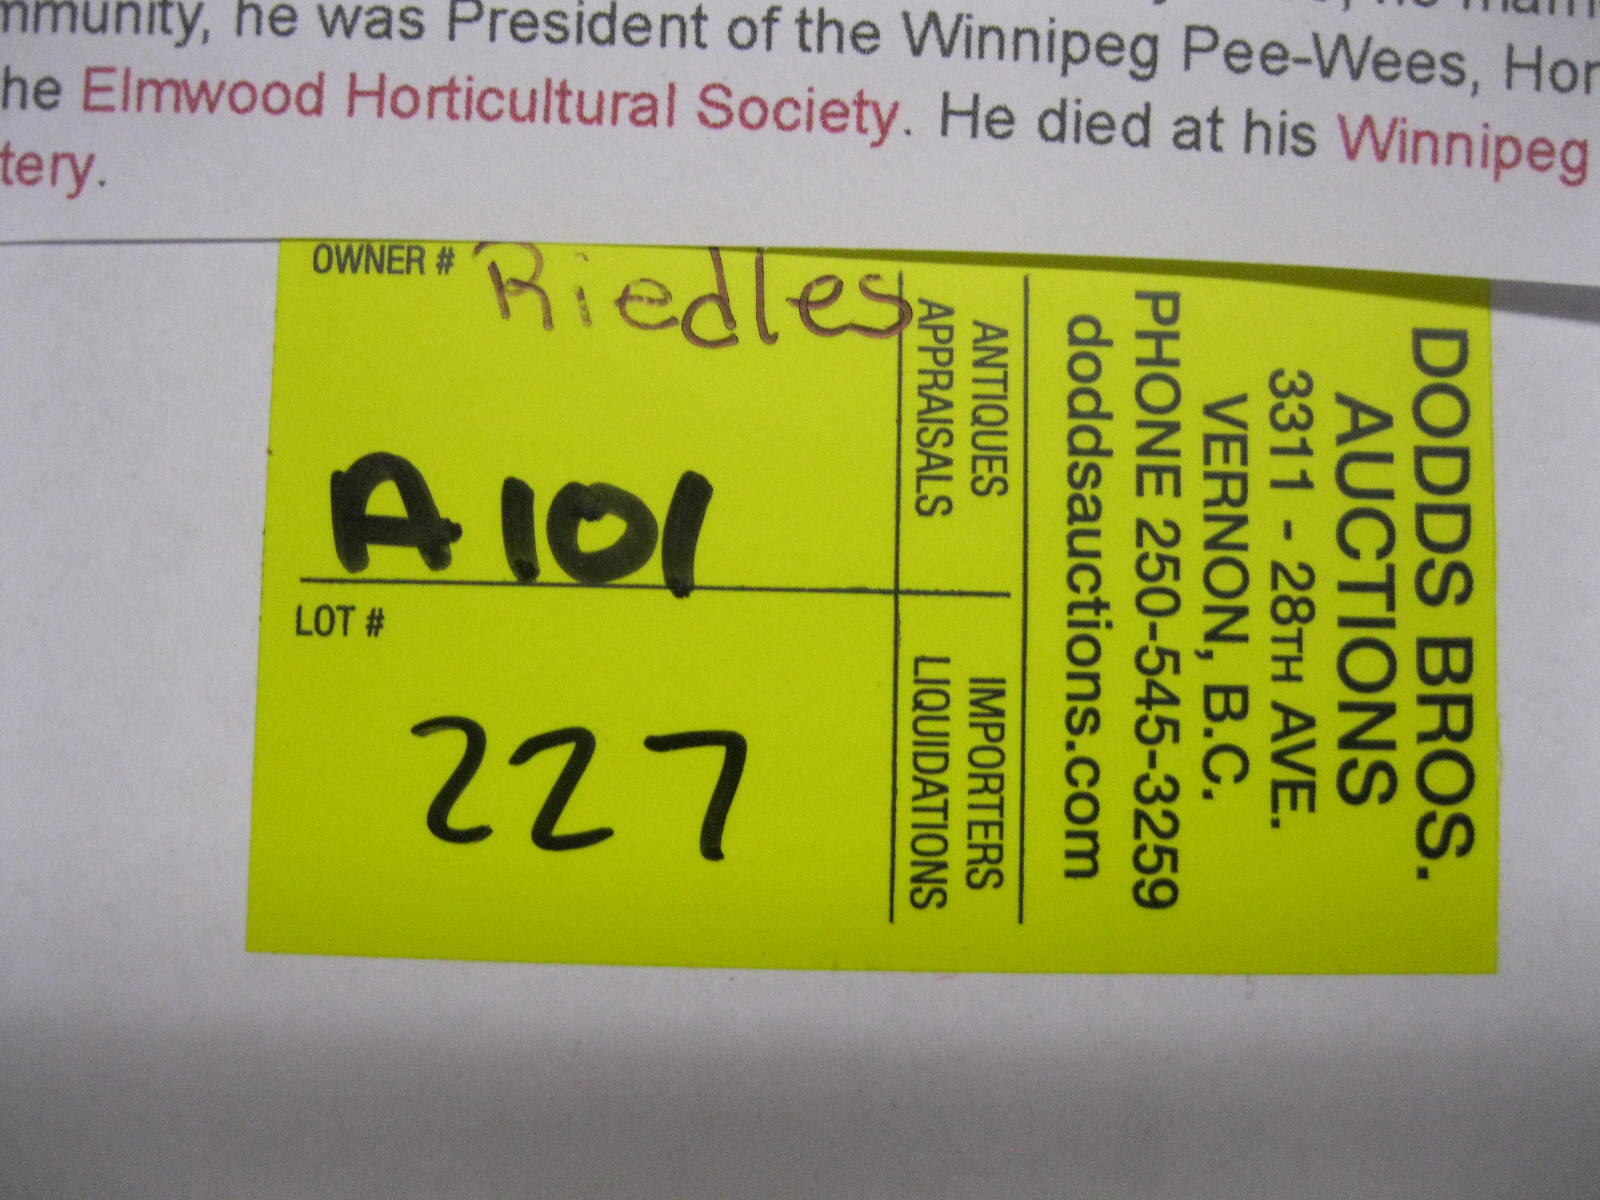 mmunity, he was President of the Winnipeg Pee-Wees, Hon
he Elmwood Horticultural Society. He died at his Winnipeg
tery.
DODDS BROS.
AUCTIONS
3311 - 28TH AVE.
VERNON, B.C.
PHONE 250-545-3259
doddsauctions.com
ANTIQUES
APPRAISALS
IMPORTERS
LIQUIDATIONS
OWNER # Riedles
A101
LOT #
227